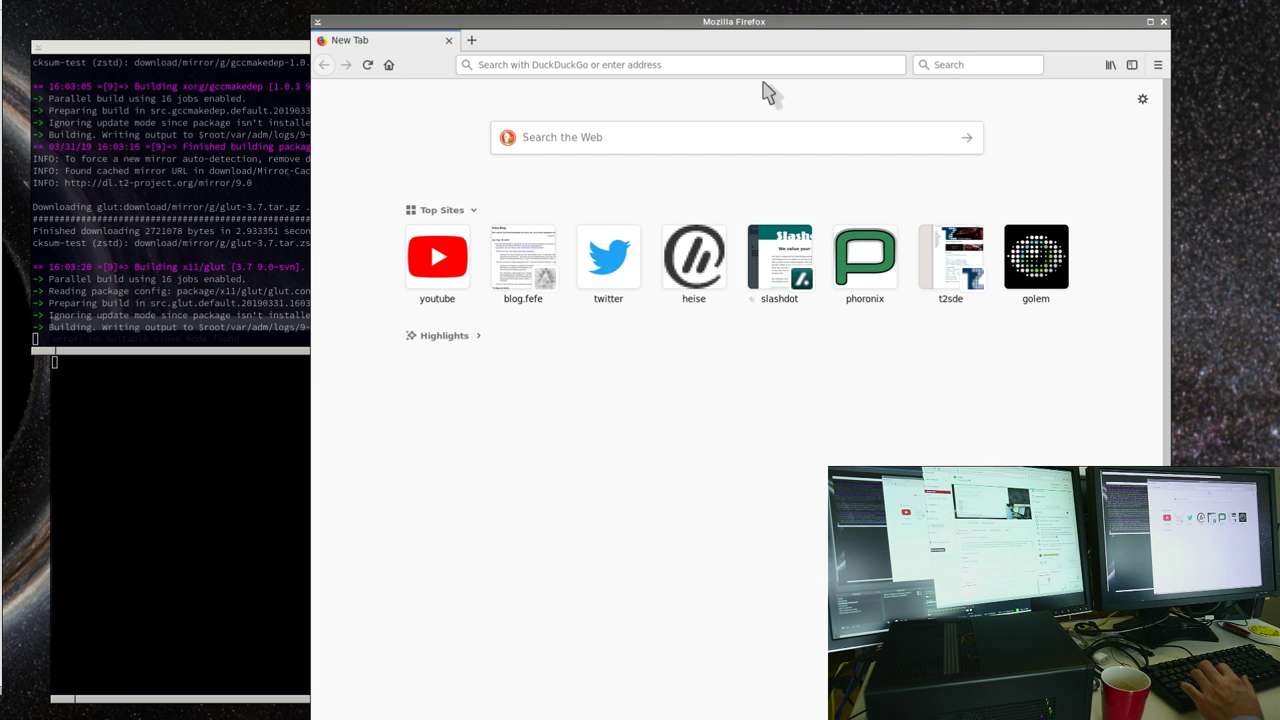 Mozilla Firefox
New Tab
Search with DuckDuckGo or enter address
Search
Search the Web
Top Sites
youtube
blog.fefe
twitter
heise
slashdot
phoronix
t2sde
golem
Highlights
cksum-test (zstd): download/mirror/g/gccmakedep-1.0.
== 16:03:05 =[9]=> Building xorg/gccmakedep [1.0.3 9
-> Parallel build using 16 jobs enabled.
-> Preparing build in src.gccmakedep.default.2019033
-> Ignoring update mode since package isn't installe
-> Building. Writing output to $root/var/adm/logs/9-
== 03/31/19 16:03:16 =[9]=> Finished building packag
INFO: To force a new mirror auto-detection, remove d
INFO: Found cached mirror URL in download/Mirror-Cac
INFO: http://dl.t2-project.org/mirror/9.0
Downloading glut:download/mirror/g/glut-3.7.tar.gz .
####################################################
Finished downloading 2721078 bytes in 2.933351 secon
cksum-test (zstd): download/mirror/g/glut-3.7.tar.zs
== 16:03:20 =[9]=> Building x11/glut [3.7 9.0-svn].
-> Parallel build using 16 jobs enabled.
-> Reading package config: package/x11/glut/glut.con
-> Preparing build in src.glut.default.20190331.1603
-> Ignoring update mode since package isn't installe
-> Building. Writing output to $root/var/adm/logs/9-
error: no suitable video mode found.